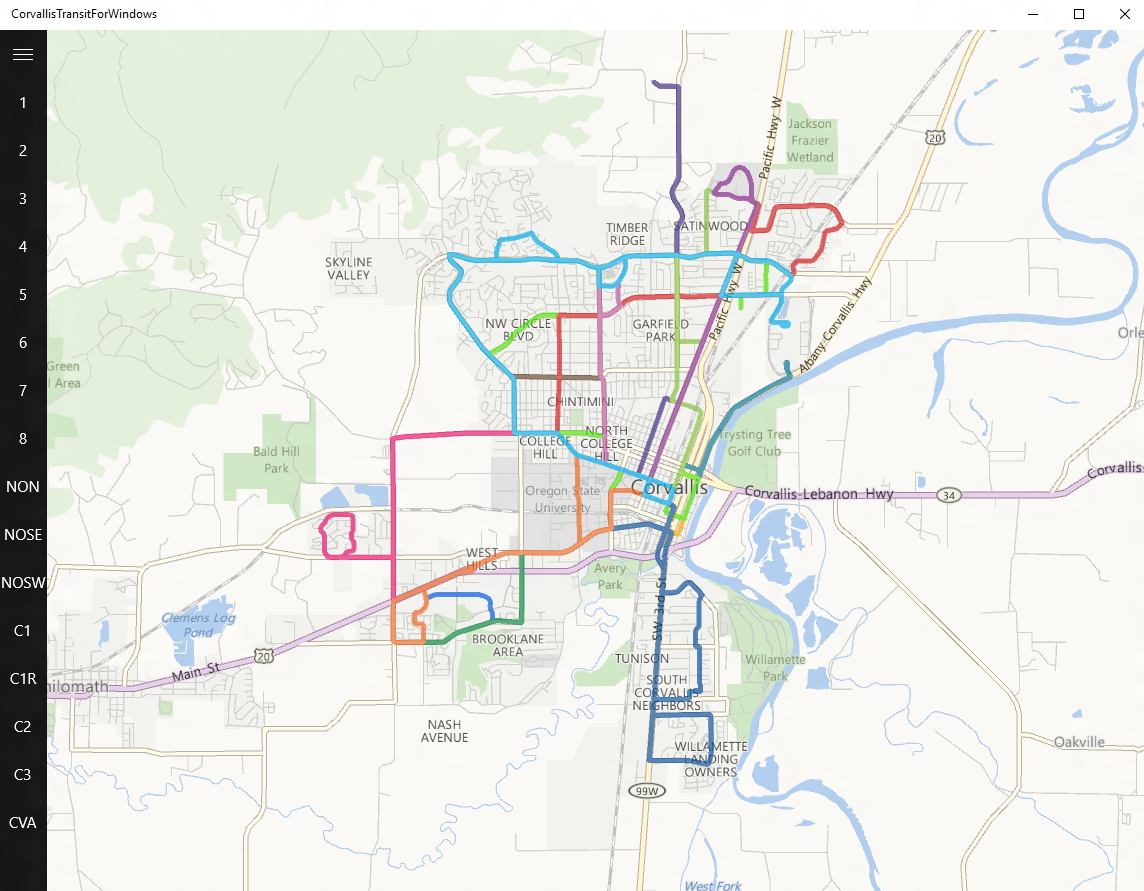 CorvallisTransitForWindows
1
2
3
4
5
6
7
8
NON
NOSE
NOSW
C1
C1R
C2
C3
CVA
Jackson
Frazier
Wetland
Pacific Hwy W
20
TIMBER
RIDGE
SATINWOOD
SKYLINE
VALLEY
Pacific Hwy W
Albany-Corvallis Hwy
NW CIRCLE
BLVD
GARFIELD
PARK
Green
l Area
CHINTIMINI
COLLEGE
HILL
NORTH
COLLEGE
HILL
Trysting Tree
Golf Club
Bald Hill
Park
Oregon State
University
Corvallis
Corvallis-Lebanon Hwy
34
Corvallis
WEST
HILLS
Avery
Park
SW 3rd St
Clemens Log
Pond
20
Main St
hilomath
BROOKLANE
AREA
TUNISON
Willamette
Park
SOUTH
CORVALLIS
NEIGHBORS
NASH
AVENUE
WILLAMETTE
LANDING
OWNERS
Oakville
99W
West Fork